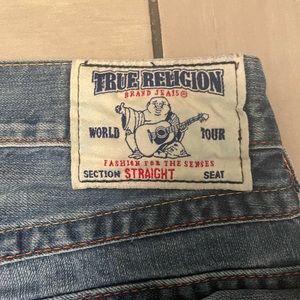 TRUE RELIGION
BRAND JEANS®
WORLD TOUR
FASHION FOR THE SENSES
SECTION STRAIGHT SEAT